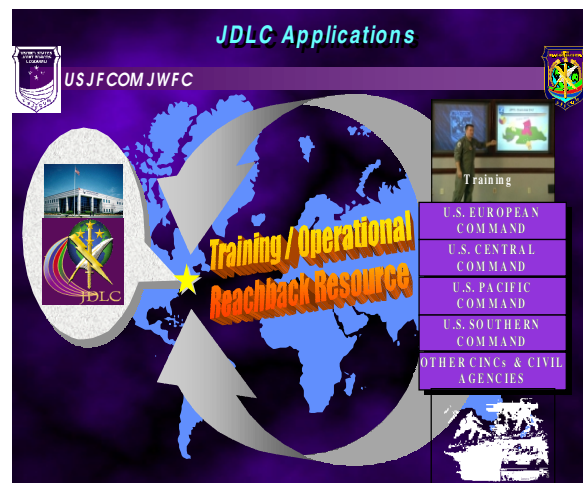 JDLC Applications
USJFCOM JWFC
Training
Training / Operational
Reachback Resource
JDLC
U.S. EUROPEAN
COMMAND
U.S. CENTRAL
COMMAND
U.S. PACIFIC
COMMAND
U.S. SOUTHERN
COMMAND
OTHER CINCs & CIVIL
AGENCIES